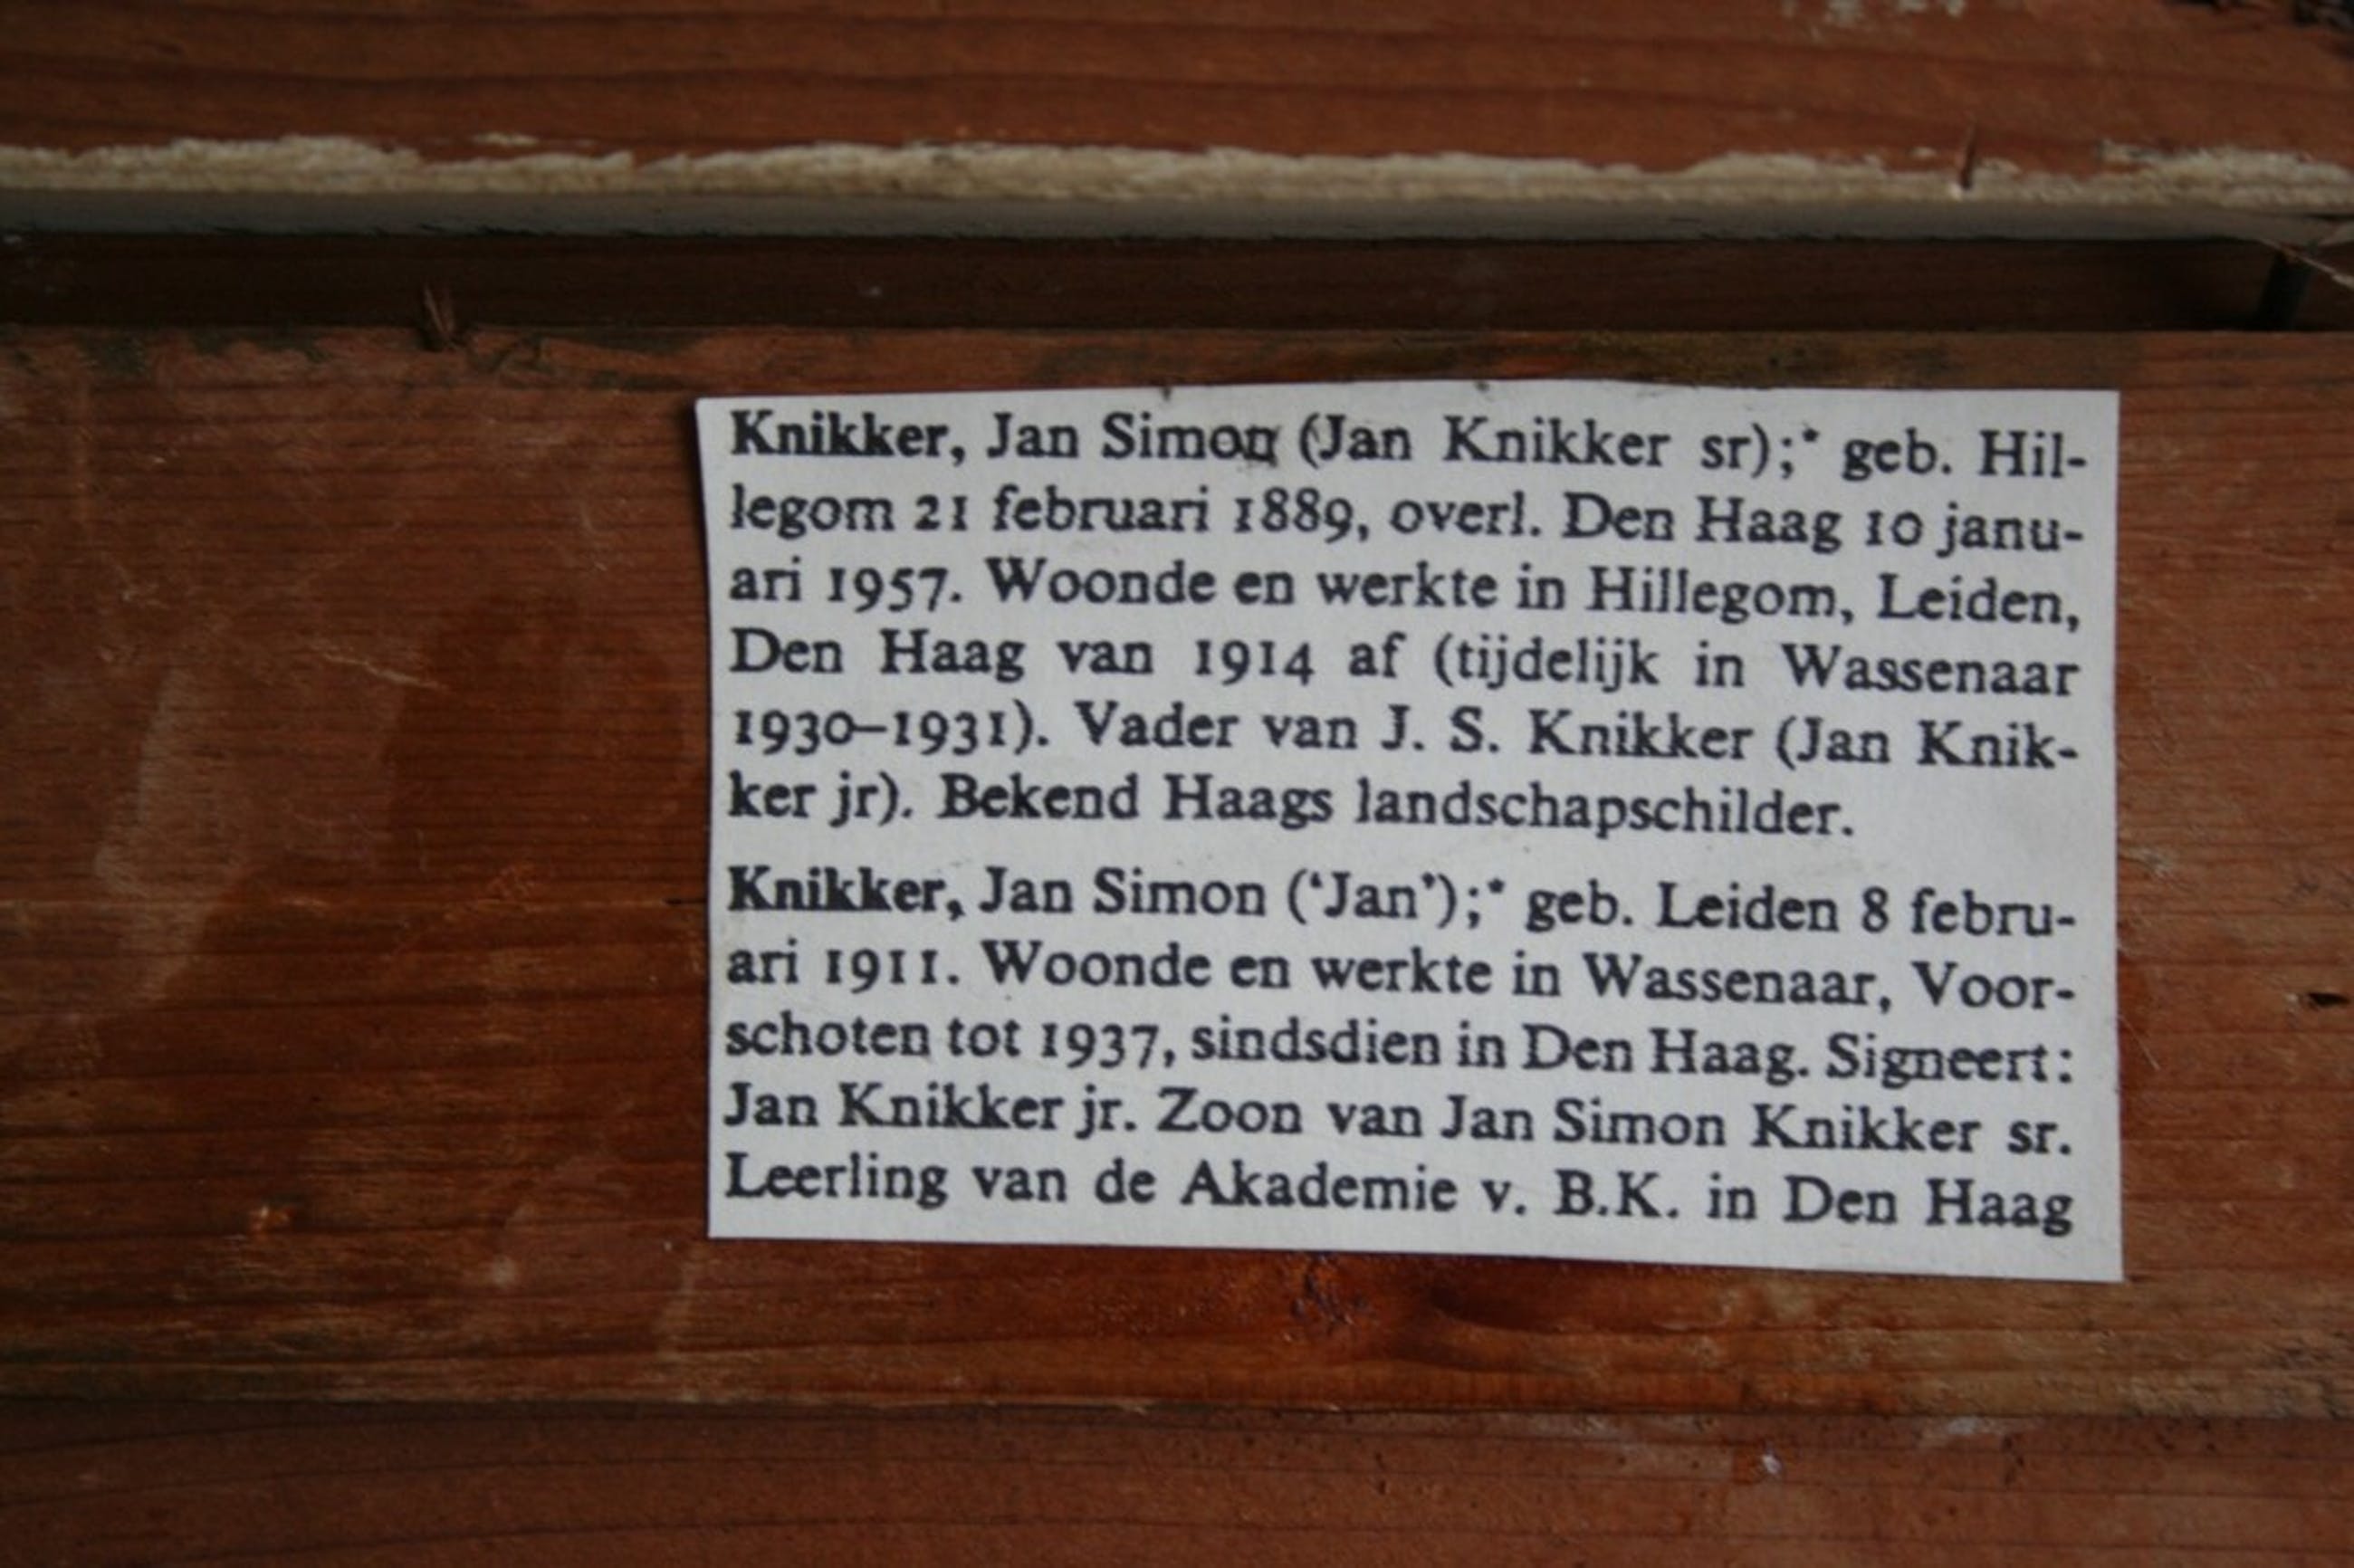 Knikker, Jan Simon (Jan Knikker sr);* geb. Hil-
legom 21 februari 1889, overl. Den Haag 10 janu-
ari 1957. Woonde en werkte in Hillegom, Leiden,
Den Haag van 1914 af (tijdelijk in Wassenaar
1930–1931). Vader van J. S. Knikker (Jan Knik-
ker jr). Bekend Haags landschapschilder.
Knikker, Jan Simon (‘Jan’);* geb. Leiden 8 febru-
ari 1911. Woonde en werkte in Wassenaar, Voor-
schoten tot 1937, sindsdien in Den Haag. Signeert:
Jan Knikker jr. Zoon van Jan Simon Knikker sr.
Leerling van de Akademie v. B.K. in Den Haag